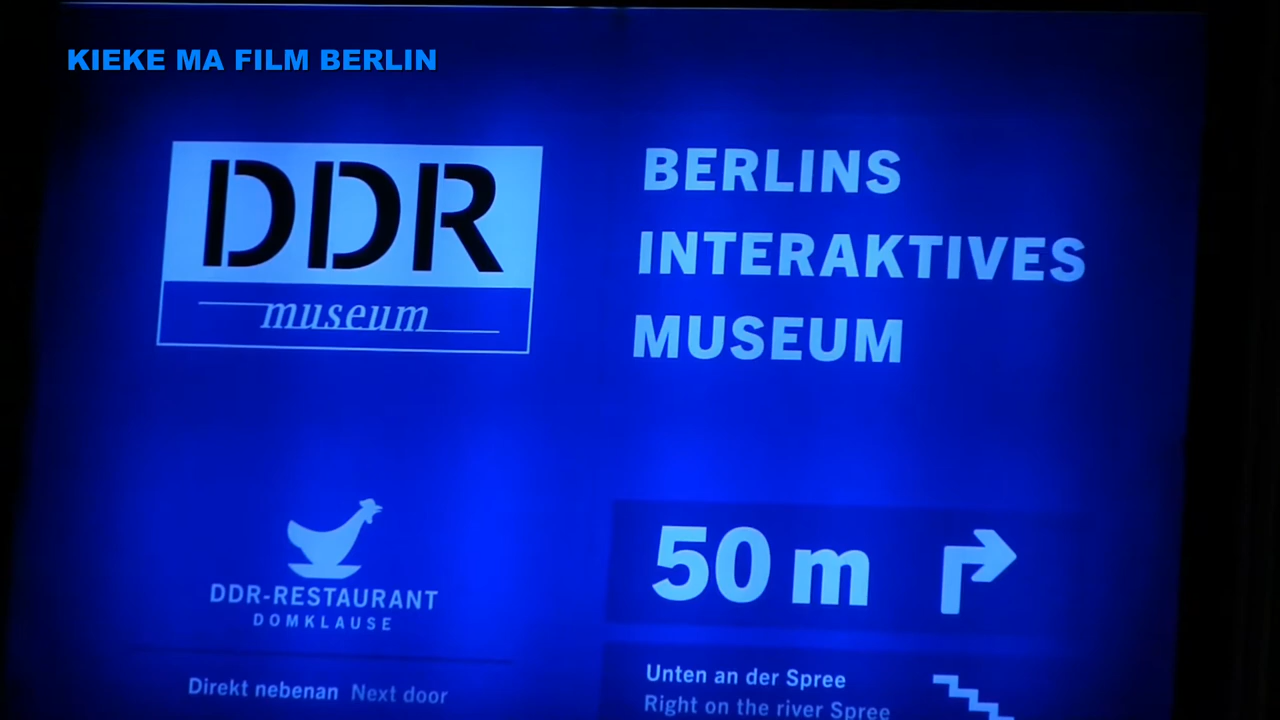 KIEKE MA FILM BERLIN
DDR
museum
BERLINS
INTERAKTIVES
MUSEUM
DDR-RESTAURANT
DOMKLAUSE
Direkt nebenan Next door
50 m
Unten an der Spree
Right on the river Spree